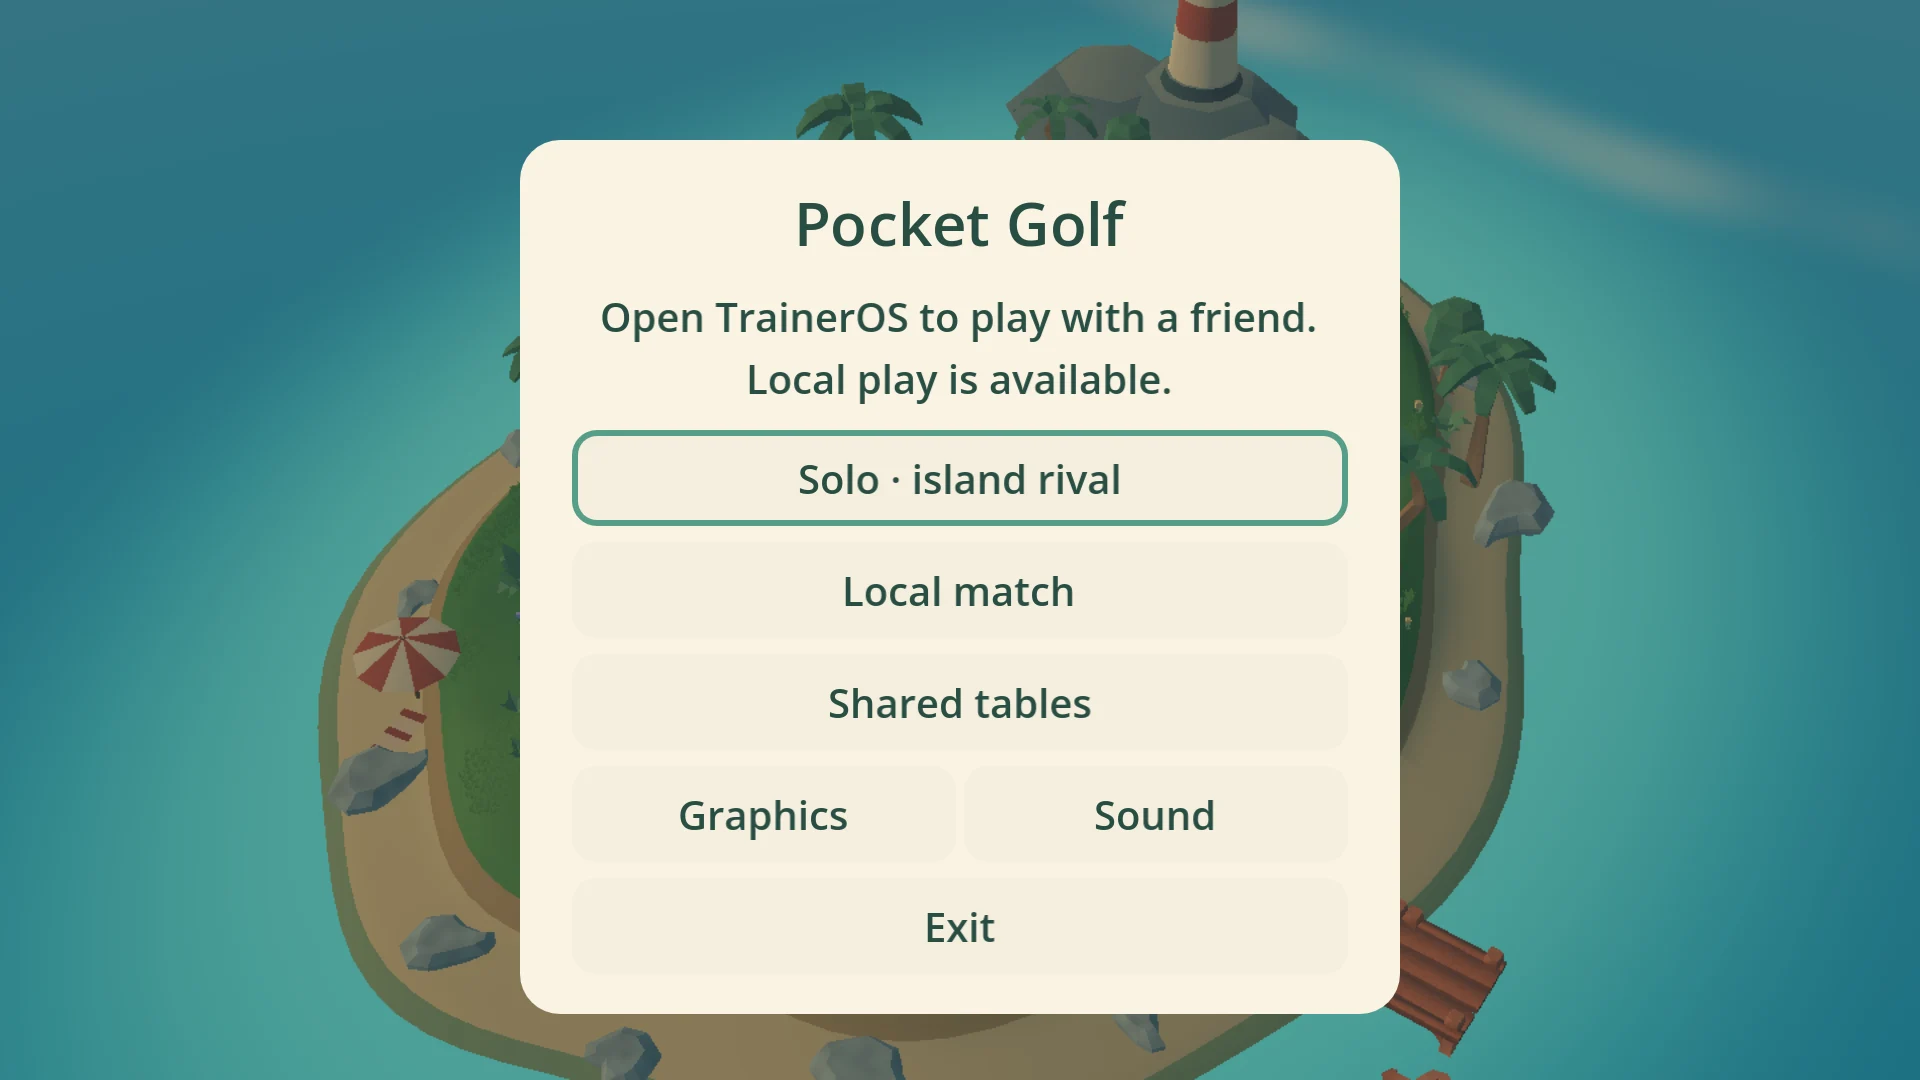 Pocket Golf
Open TrainerOS to play with a friend.
Local play is available.
Solo · island rival
Local match
Shared tables
Graphics
Sound
Exit